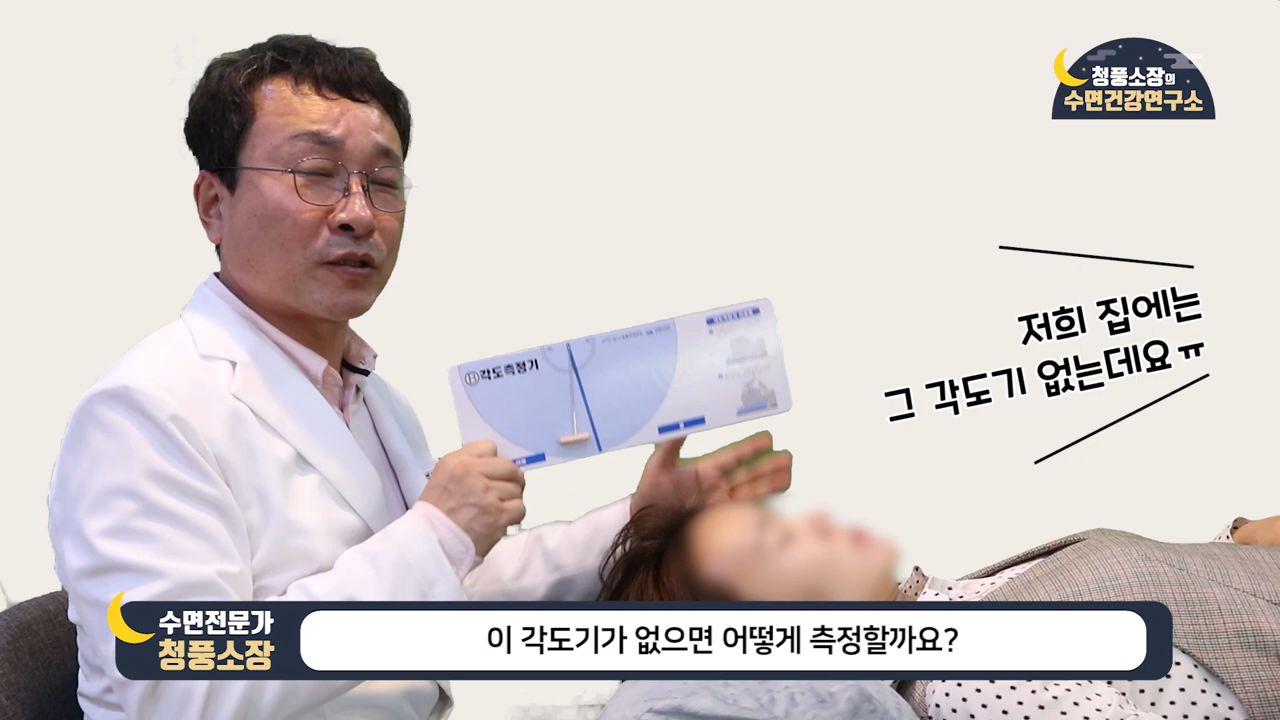 청풍소장의
수면건강연구소
Ⓗ각도측정기
저희 집에는
그 각도기 없는데요ㅠ
수면전문가
청풍소장
이 각도기가 없으면 어떻게 측정할까요?